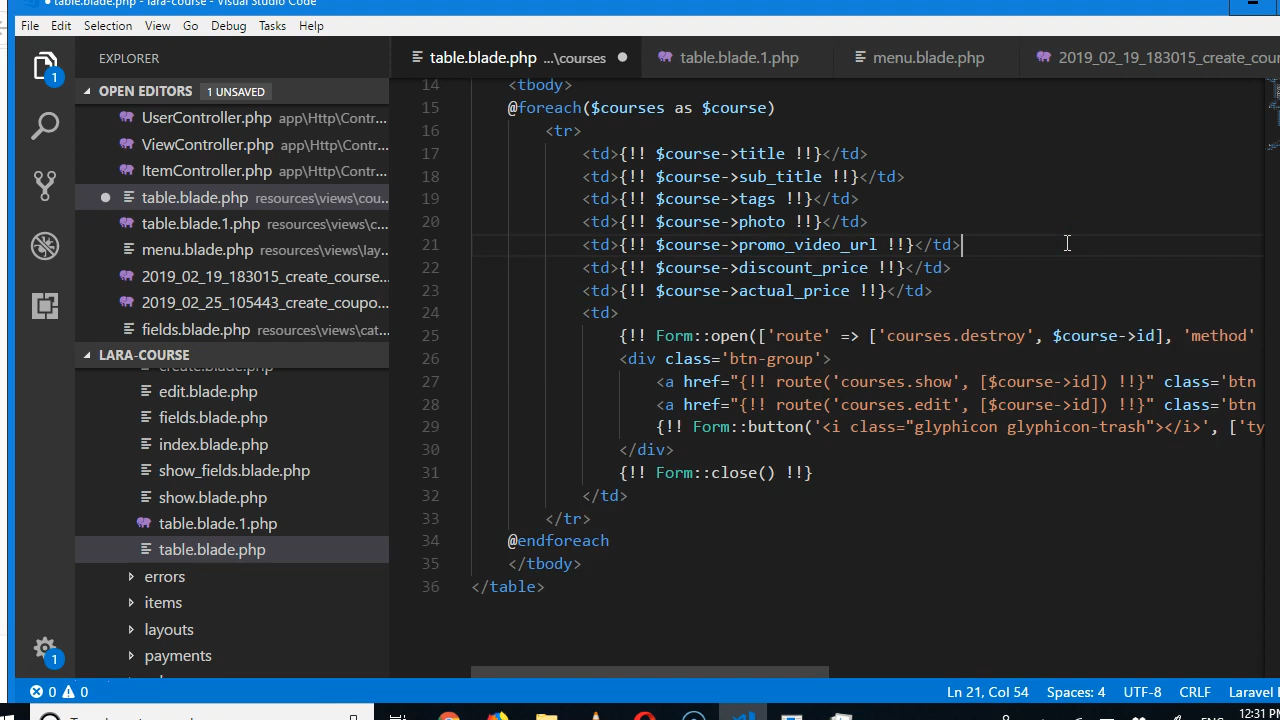 table.blade.php - lara-course - Visual Studio Code
File Edit Selection View Go Debug Tasks Help
EXPLORER
table.blade.php ...\courses table.blade.1.php menu.blade.php 2019_02_19_183015_create_cou
OPEN EDITORS 1 UNSAVED
UserController.php app\Http\Contr...
ViewController.php app\Http\Contr...
ItemController.php app\Http\Contr...
table.blade.php resources\views\cou...
table.blade.1.php resources\views\c...
menu.blade.php resources\views\lay...
2019_02_19_183015_create_course...
2019_02_25_105443_create_coupo...
fields.blade.php resources\views\cat...
LARA-COURSE
create.blade.php
edit.blade.php
fields.blade.php
index.blade.php
show_fields.blade.php
show.blade.php
table.blade.1.php
table.blade.php
errors
items
layouts
payments
14 <tbody>
15 @foreach($courses as $course)
16 <tr>
17 <td>{!! $course->title !!}</td>
18 <td>{!! $course->sub_title !!}</td>
19 <td>{!! $course->tags !!}</td>
20 <td>{!! $course->photo !!}</td>
21 <td>{!! $course->promo_video_url !!}</td>
22 <td>{!! $course->discount_price !!}</td>
23 <td>{!! $course->actual_price !!}</td>
24 <td>
25 {!! Form::open(['route' => ['courses.destroy', $course->id], 'method'
26 <div class='btn-group'>
27 <a href="{!! route('courses.show', [$course->id]) !!}" class='btn
28 <a href="{!! route('courses.edit', [$course->id]) !!}" class='btn
29 {!! Form::button('<i class="glyphicon glyphicon-trash"></i>', ['ty
30 </div>
31 {!! Form::close() !!}
32 </td>
33 </tr>
34 @endforeach
35 </tbody>
36 </table>
1
1
0 0 Ln 21, Col 54 Spaces: 4 UTF-8 CRLF Laravel
12:31 PM